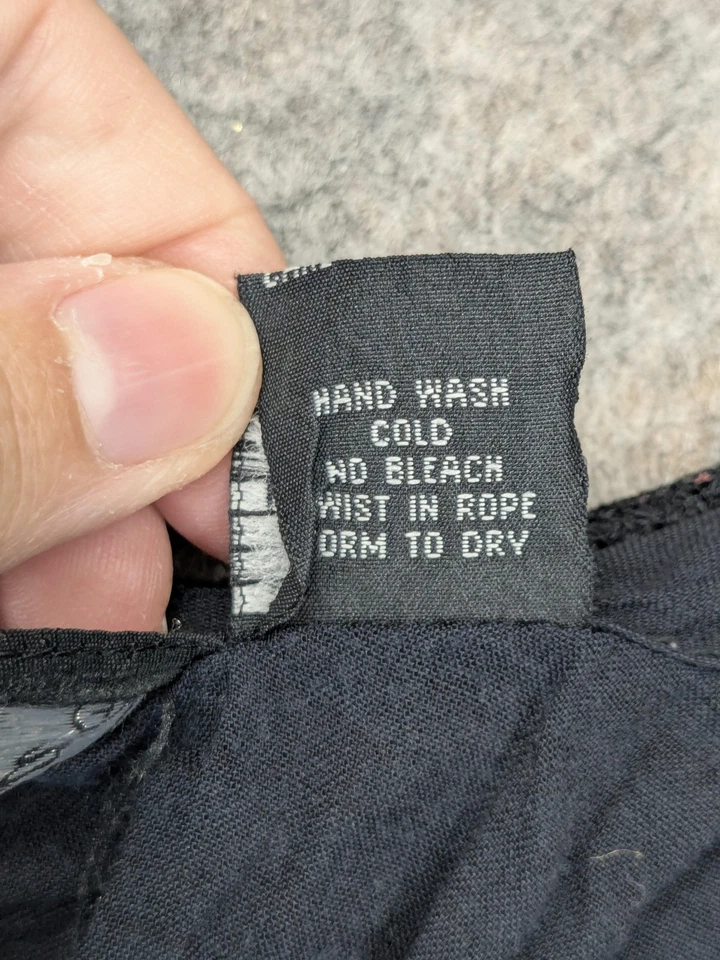 HAND WASH
COLD
NO BLEACH
WIST IN ROPE
ORM TO DRY